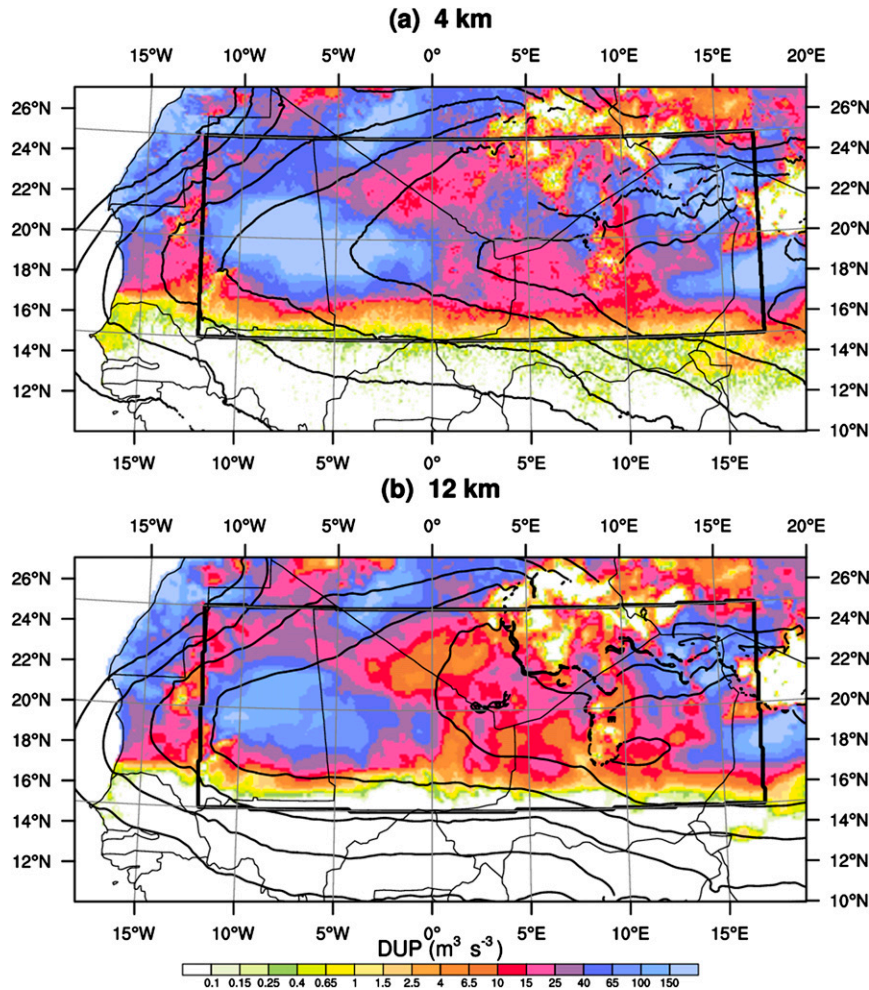 (a) 4 km
15°W 10°W 5°W 0° 5°E 10°E 15°E 20°E
26°N 26°N
24°N 24°N
22°N 22°N
20°N 20°N
18°N 18°N
16°N 16°N
14°N 14°N
12°N 12°N
10°N
15°W 10°W 5°W 0° 5°E 10°E 15°E
(b) 12 km
15°W 10°W 5°W 0° 5°E 10°E 15°E 20°E
26°N 26°N
24°N 24°N
22°N 22°N
20°N 20°N
18°N 18°N
16°N 16°N
14°N 14°N
12°N 12°N
10°N
15°W 10°W 5°W 0° 5°E 10°E 15°E
DUP (m³ s⁻³)
0.1 0.15 0.25 0.4 0.65 1 1.5 2.5 4 6.5 10 15 25 40 65 100 150